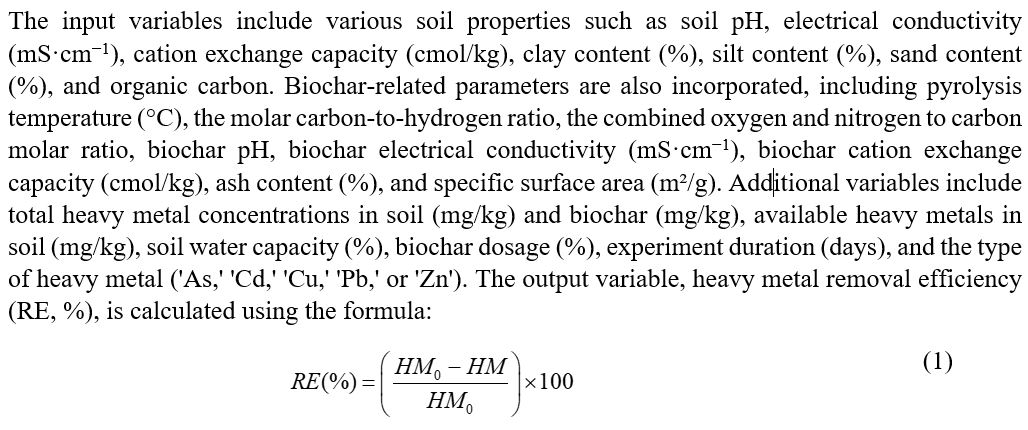 The input variables include various soil properties such as soil pH, electrical conductivity
(mS·cm⁻¹), cation exchange capacity (cmol/kg), clay content (%), silt content (%), sand content
(%), and organic carbon. Biochar-related parameters are also incorporated, including pyrolysis
temperature (°C), the molar carbon-to-hydrogen ratio, the combined oxygen and nitrogen to carbon
molar ratio, biochar pH, biochar electrical conductivity (mS·cm⁻¹), biochar cation exchange
capacity (cmol/kg), ash content (%), and specific surface area (m²/g). Additional variables include
total heavy metal concentrations in soil (mg/kg) and biochar (mg/kg), available heavy metals in
soil (mg/kg), soil water capacity (%), biochar dosage (%), experiment duration (days), and the type
of heavy metal ('As,' 'Cd,' 'Cu,' 'Pb,' or 'Zn'). The output variable, heavy metal removal efficiency
(RE, %), is calculated using the formula:
RE(%) = ((HM₀ − HM) / HM₀) × 100 (1)